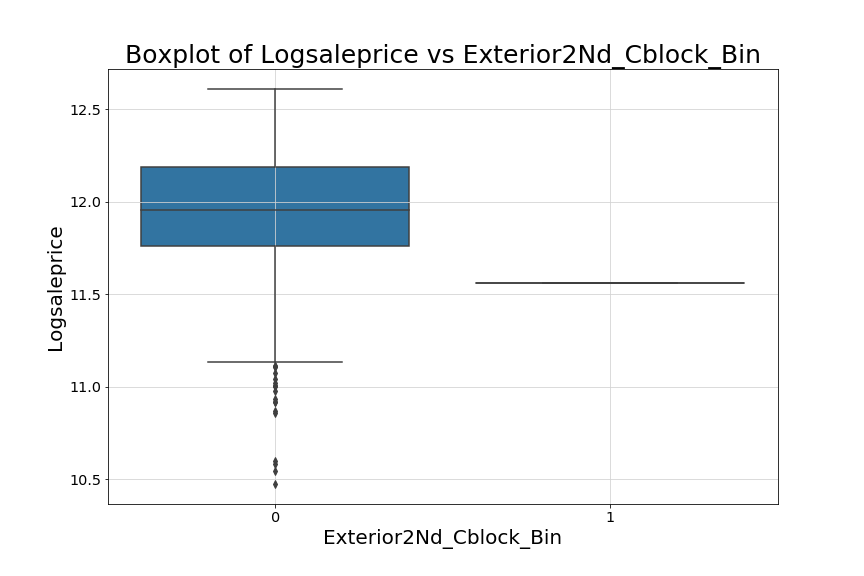 Boxplot of Logsaleprice vs Exterior2Nd_Cblock_Bin
12.5
12.0
11.5
11.0
10.5
Logsaleprice
0
1
Exterior2Nd_Cblock_Bin